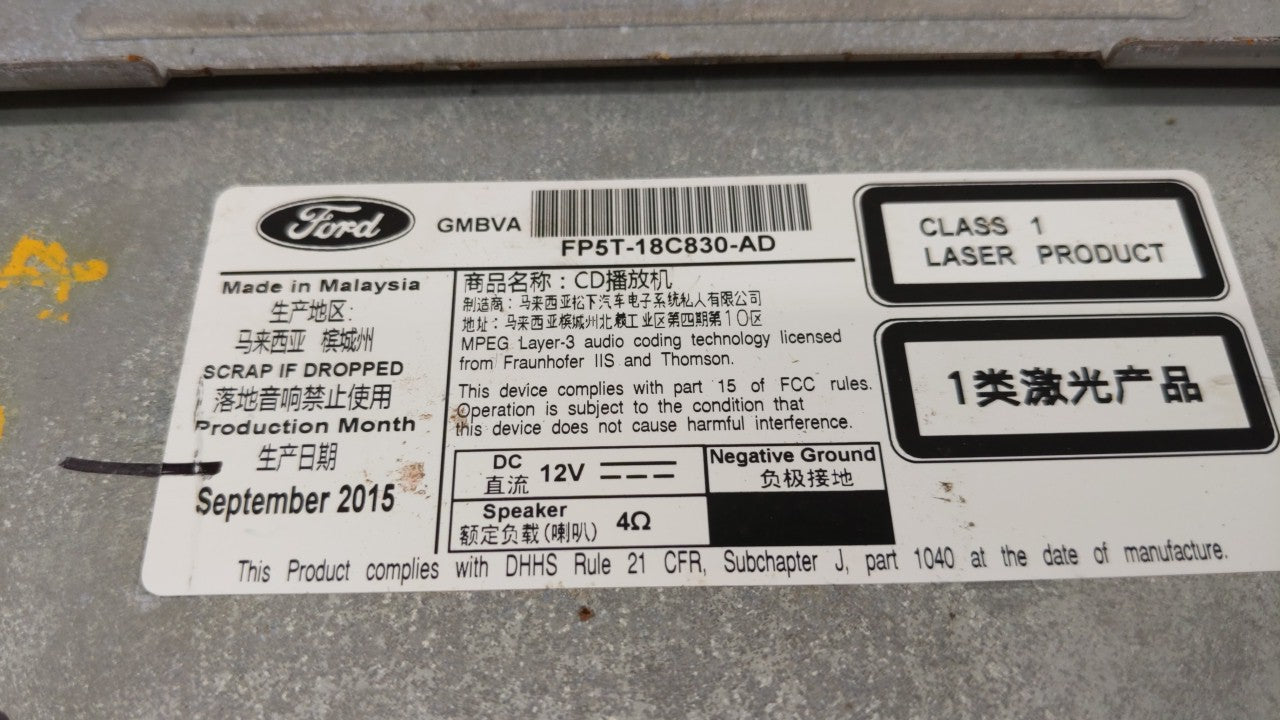 Ford
GMBVA
FP5T-18C830-AD
CLASS 1
LASER PRODUCT
1类激光产品
Made in Malaysia
生产地区:
马来西亚 槟城州
SCRAP IF DROPPED
落地音响禁止使用
Production Month
生产日期
September 2015
商品名称：CD播放机
制造商：马来西亚松下汽车电子系统私人有限公司
地址：马来西亚槟城州北赖工业区第四期第10区
MPEG Layer-3 audio coding technology licensed
from Fraunhofer IIS and Thomson.
This device complies with part 15 of FCC rules.
Operation is subject to the condition that
this device does not cause harmful interference.
DC
直流 12V
Negative Ground
负极接地
Speaker
额定负载(喇叭) 4Ω
This Product complies with DHHS Rule 21 CFR, Subchapter J, part 1040 at the date of manufacture.